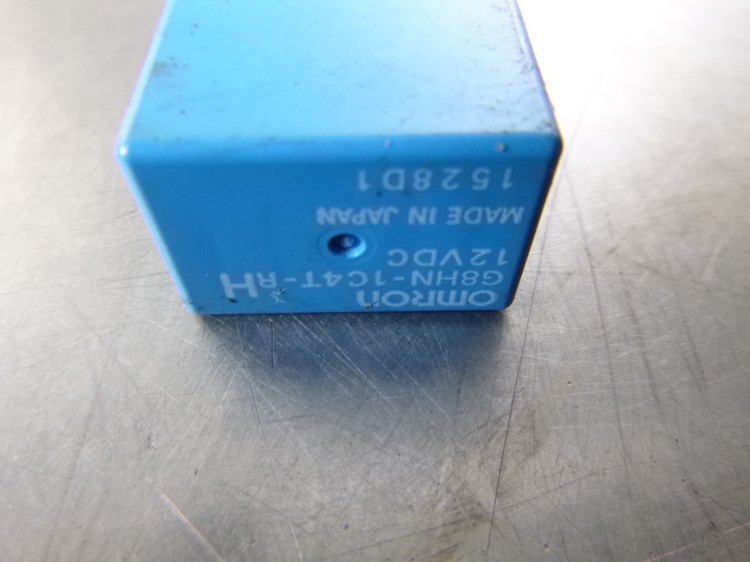 OMRON
G8HN-1C4T-RH H
12VDC
MADE IN JAPAN
1528D1